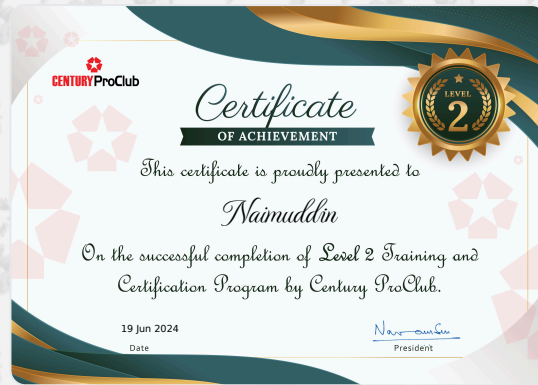 CENTURY ProClub
LEVEL
2
Certificate
OF ACHIEVEMENT
This certificate is proudly presented to
Naimuddin
On the successful completion of Level 2 Training and
Certification Program by Century ProClub.
19 Jun 2024
Date
President